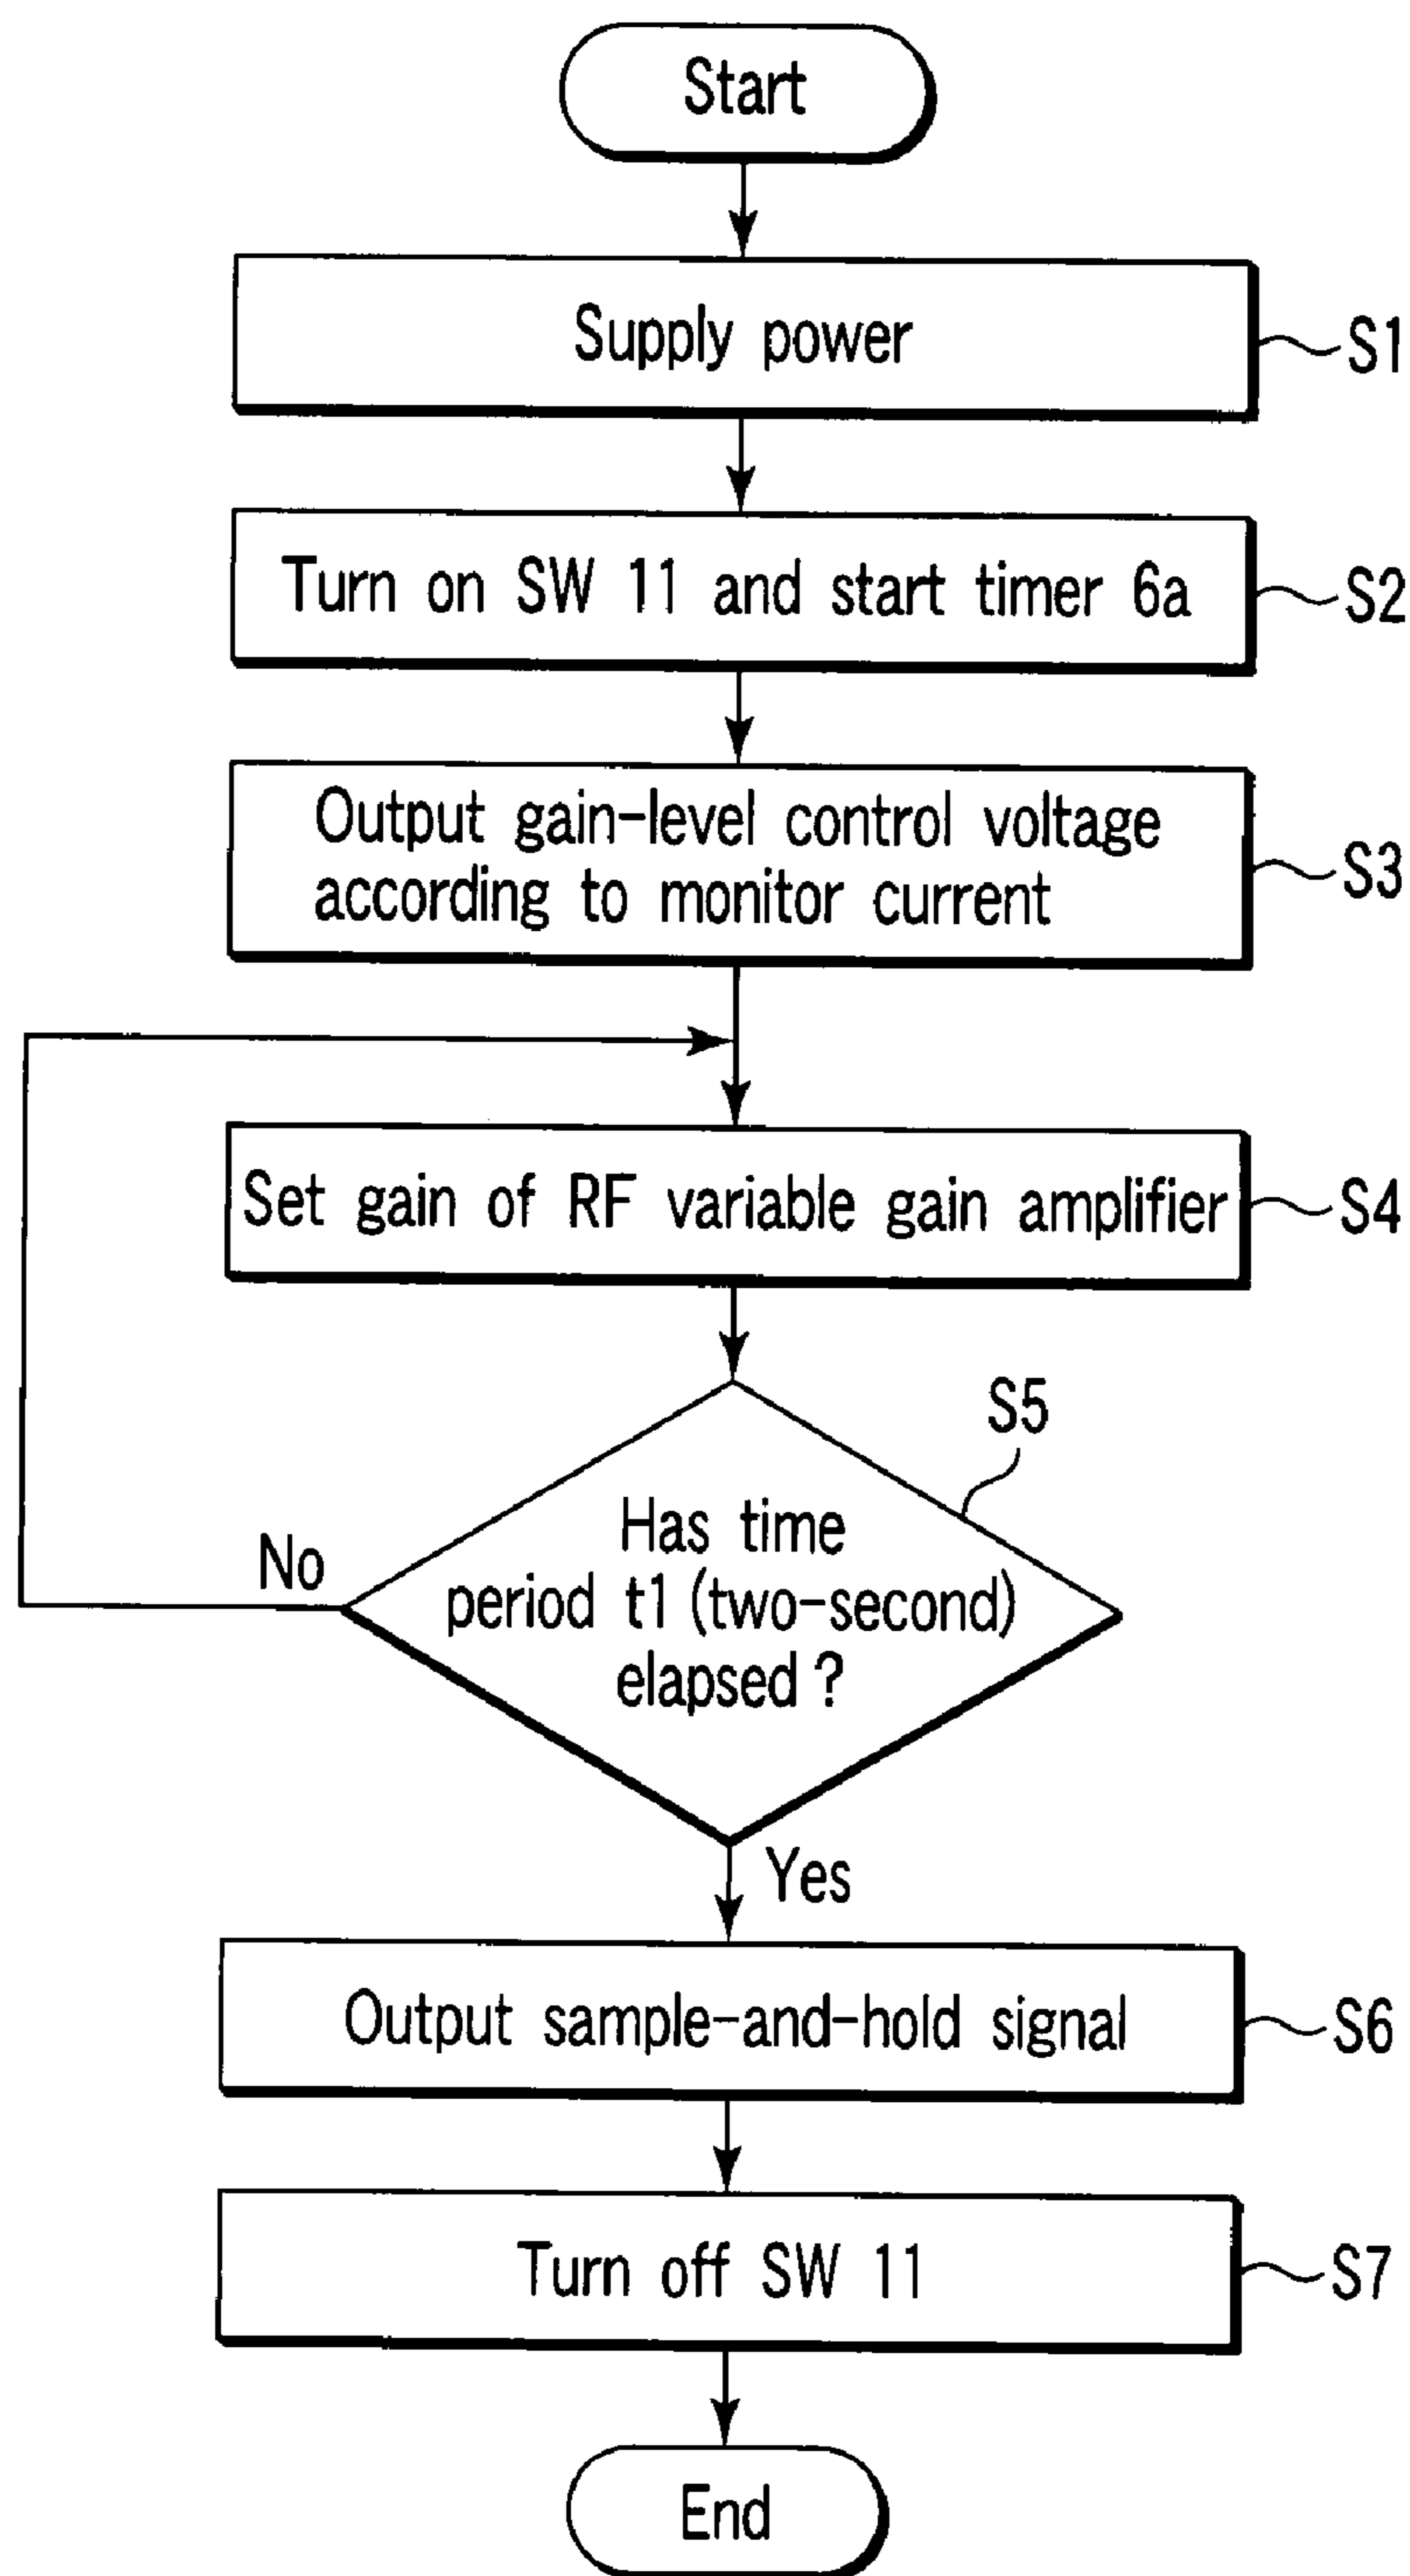 Start
Supply power
S1
Turn on SW 11 and start timer 6a
S2
Output gain-level control voltage
according to monitor current
S3
Set gain of RF variable gain amplifier
S4
S5
Has time
period t1 (two-second)
elapsed ?
No
Yes
Output sample-and-hold signal
S6
Turn off SW 11
S7
End